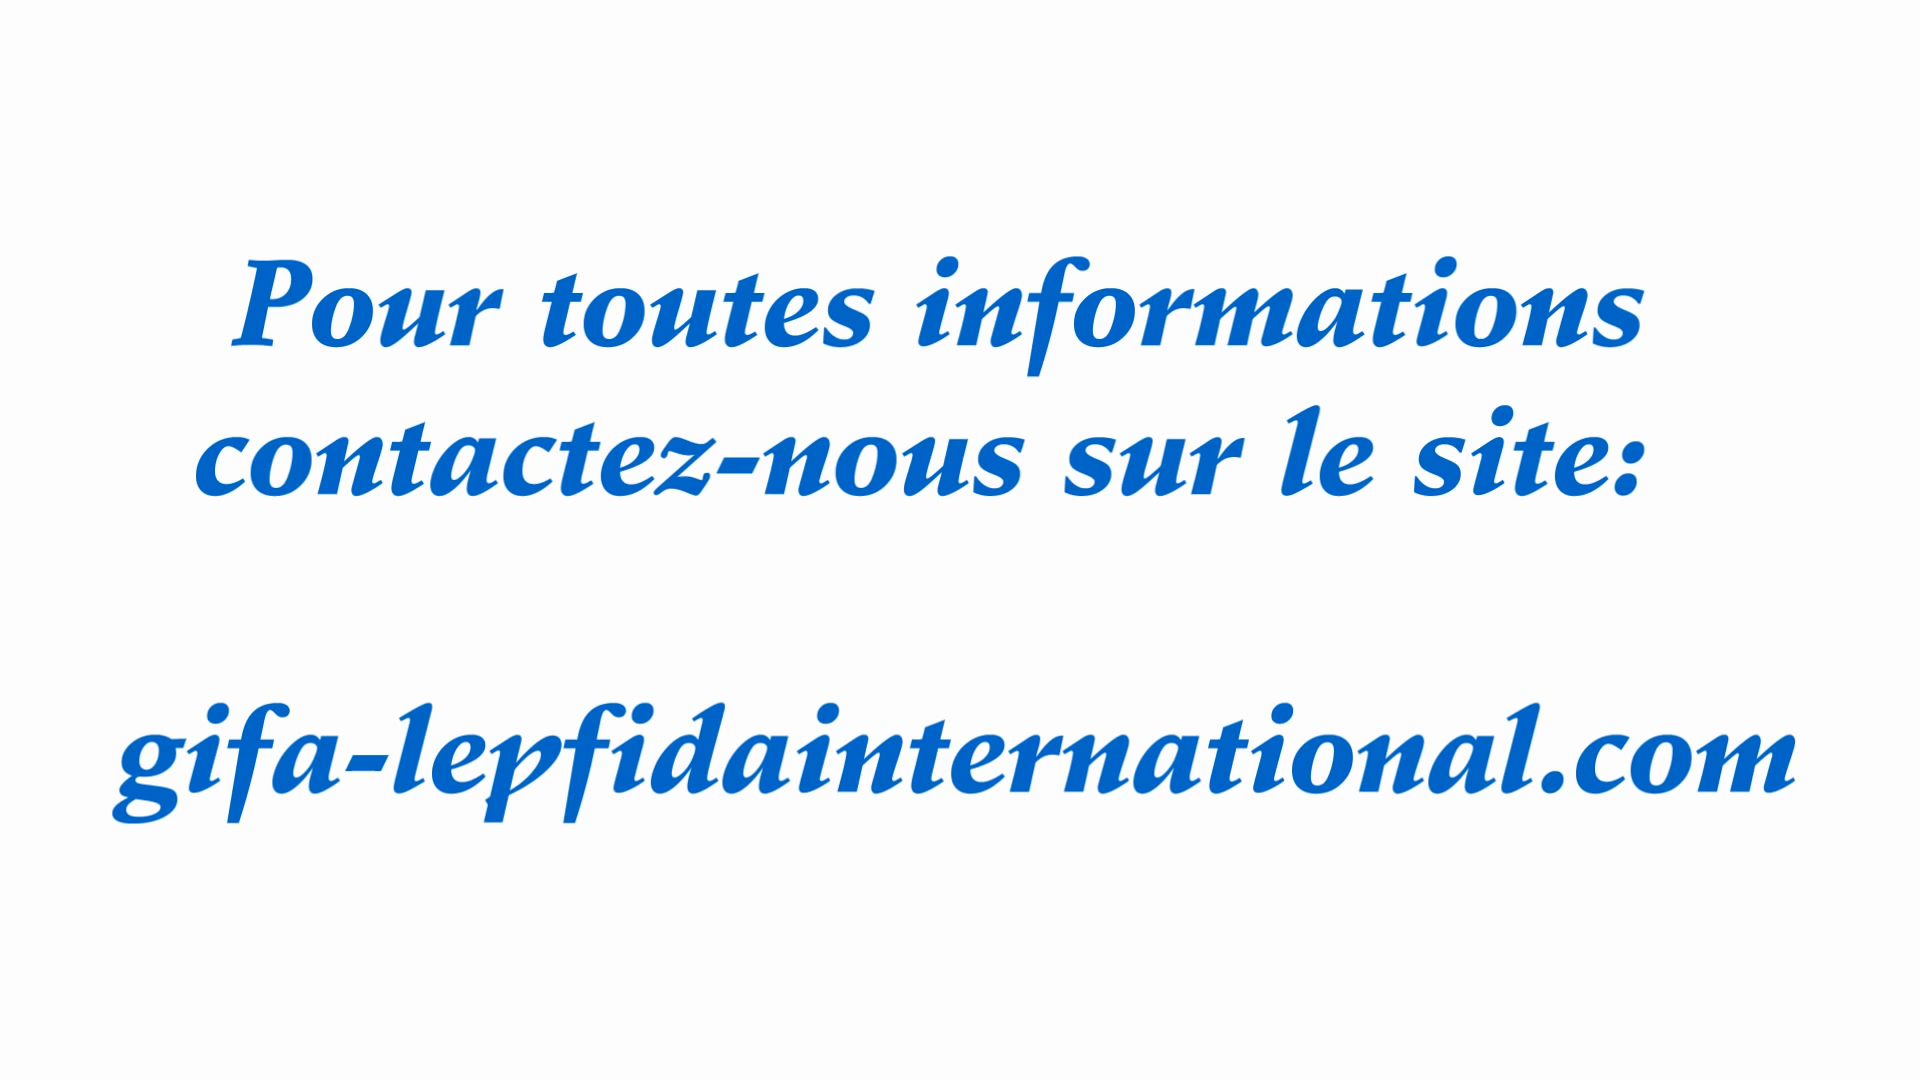 Pour toutes informations
contactez-nous sur le site:
gifa-lepfidainternational.com